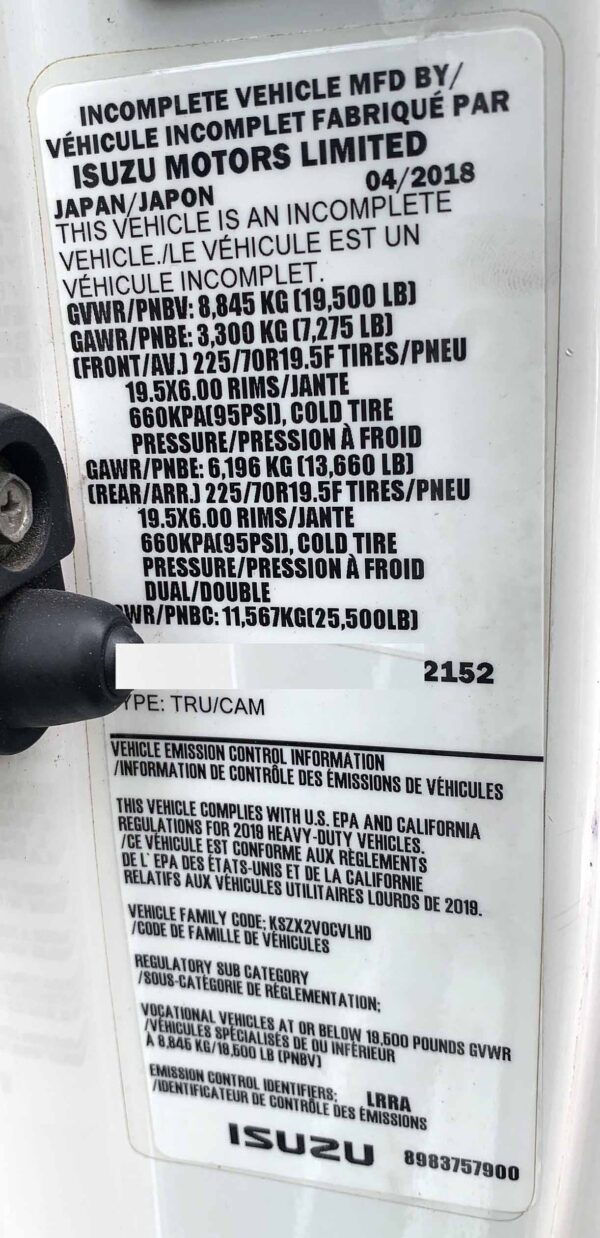 INCOMPLETE VEHICLE MFD BY/
VÉHICULE INCOMPLET FABRIQUÉ PAR
ISUZU MOTORS LIMITED
JAPAN/JAPON 04/2018
THIS VEHICLE IS AN INCOMPLETE
VEHICLE./LE VÉHICULE EST UN
VÉHICULE INCOMPLET.
GVWR/PNBV: 8,845 KG (19,500 LB)
GAWR/PNBE: 3,300 KG (7,275 LB)
(FRONT/AV.) 225/70R19.5F TIRES/PNEU
19.5X6.00 RIMS/JANTE
660KPA(95PSI), COLD TIRE
PRESSURE/PRESSION À FROID
GAWR/PNBE: 6,196 KG (13,660 LB)
(REAR/ARR.) 225/70R19.5F TIRES/PNEU
19.5X6.00 RIMS/JANTE
660KPA(95PSI), COLD TIRE
PRESSURE/PRESSION À FROID
DUAL/DOUBLE
WR/PNBC: 11,567KG(25,500LB)
2152
YPE: TRU/CAM
VEHICLE EMISSION CONTROL INFORMATION
/INFORMATION DE CONTRÔLE DES ÉMISSIONS DE VÉHICULES
THIS VEHICLE COMPLIES WITH U.S. EPA AND CALIFORNIA
REGULATIONS FOR 2019 HEAVY-DUTY VEHICLES.
/CE VÉHICULE EST CONFORME AUX RÈGLEMENTS
DE L' EPA DES ÉTATS-UNIS ET DE LA CALIFORNIE
RELATIFS AUX VÉHICULES UTILITAIRES LOURDS DE 2019.
VEHICLE FAMILY CODE: KSZX2VOCVLHD
/CODE DE FAMILLE DE VÉHICULES
REGULATORY SUB CATEGORY
/SOUS-CATÉGORIE DE RÈGLEMENTATION:
VOCATIONAL VEHICLES AT OR BELOW 19,500 POUNDS GVWR
/VÉHICULES SPÉCIALISÉS DE OU INFÉRIEUR
À 8,845 KG/19,500 LB (PNBV)
EMISSION CONTROL IDENTIFIERS: LRRA
/IDENTIFICATEUR DE CONTRÔLE DES ÉMISSIONS
ISUZU 8983757900